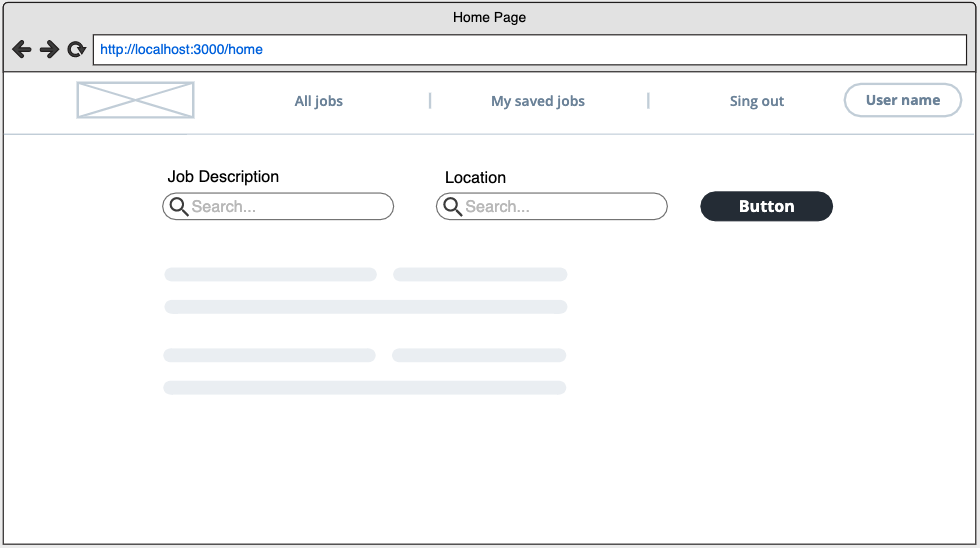 Home Page
http://localhost:3000/home
All jobs | My saved jobs | Sing out User name
Job Description Location
Search... Search... Button